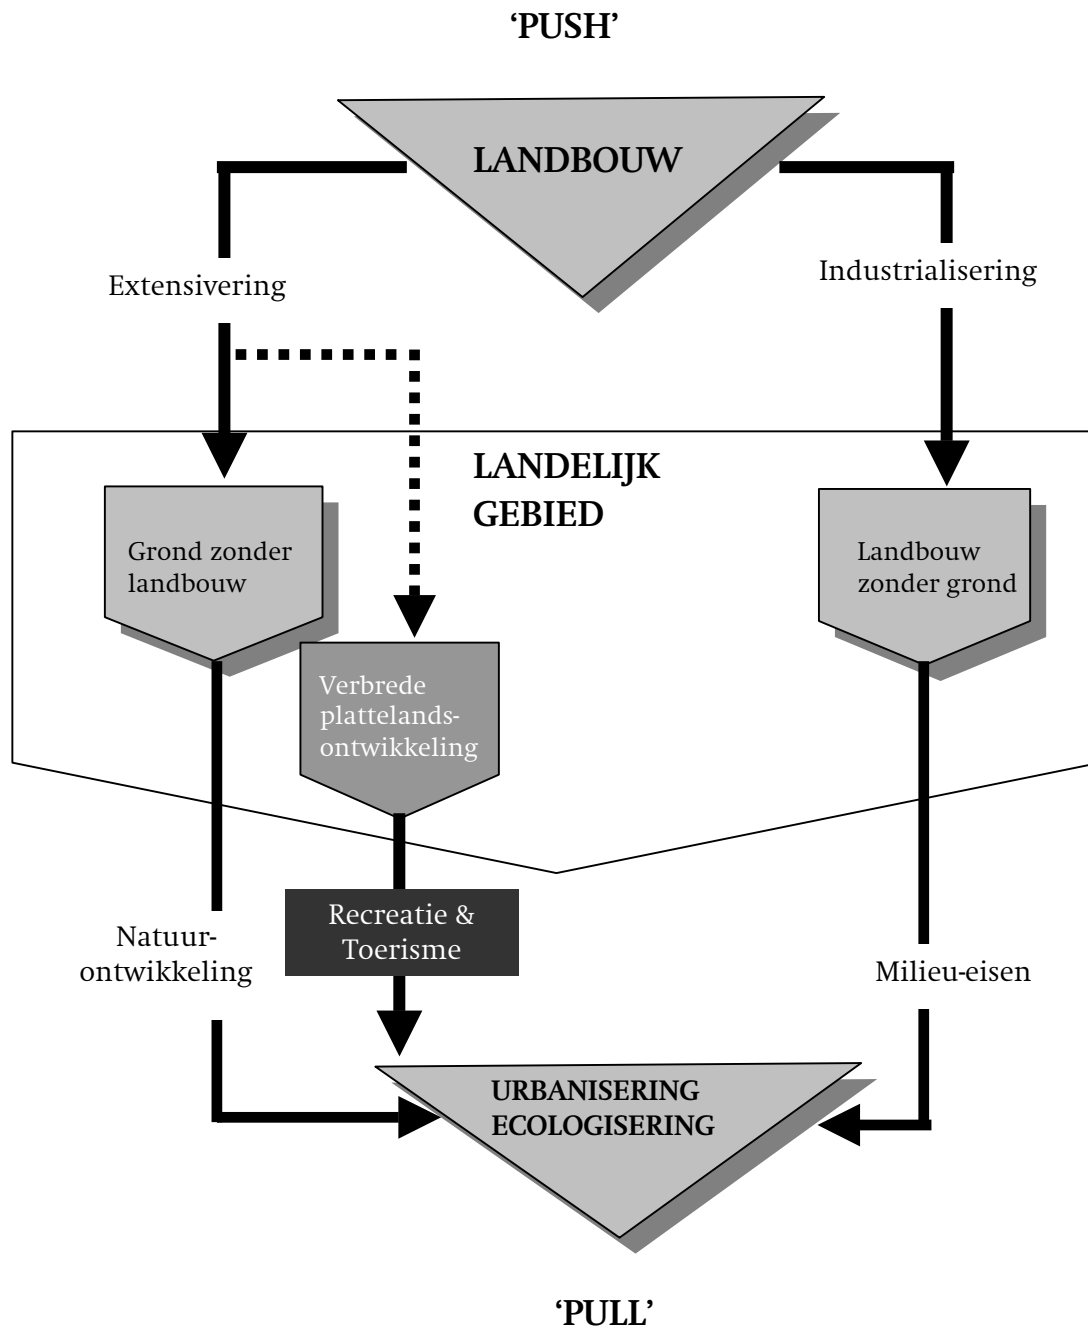 ‘PUSH’
LANDBOUW
Extensivering
Industrialisering
LANDELIJK
GEBIED
Grond zonder
landbouw
Landbouw
zonder grond
Verbrede
plattelands-
ontwikkeling
Recreatie &
Toerisme
Natuur-
ontwikkeling
Milieu-eisen
URBANISERING
ECOLOGISERING
‘PULL’